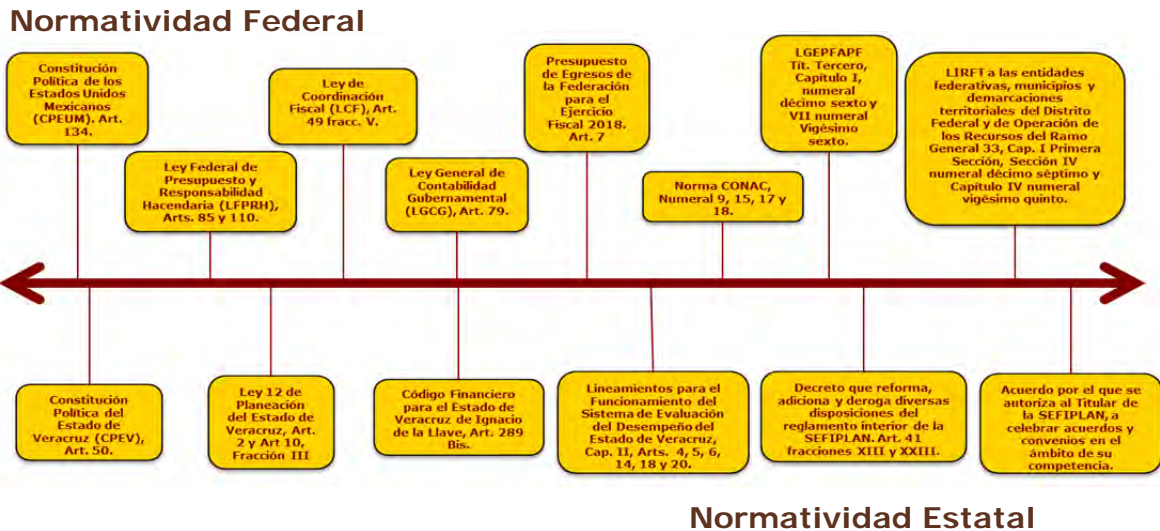 Normatividad Federal
Constitución
Política de los
Estados Unidos
Mexicanos
(CPEUM). Art.
134.
Ley Federal de
Presupuesto y
Responsabilidad
Hacendaria (LFPRH),
Arts. 85 y 110.
Ley de
Coordinación
Fiscal (LCF), Art.
49 fracc. V.
Ley General de
Contabilidad
Gubernamental
(LGCG), Art. 79.
Presupuesto
de Egresos de
la Federación
para el
Ejercicio
Fiscal 2018.
Art. 7
Norma CONAC,
Numeral 9, 15, 17 y
18.
LGEPFAPF
Tít. Tercero,
Capítulo I,
numeral
décimo sexto y
VII numeral
Vigésimo
sexto.
LIRFT a las entidades
federativas, municipios y
demarcaciones
territoriales del Distrito
Federal y de Operación de
los Recursos del Ramo
General 33, Cap. I Primera
Sección, Sección IV
numeral décimo séptimo y
Capítulo IV numeral
vigésimo quinto.
Constitución
Política del
Estado de
Veracruz (CPEV),
Art. 50.
Ley 12 de
Planeación
del Estado de
Veracruz, Art.
2 y Art 10,
Fracción III
Código Financiero
para el Estado de
Veracruz de Ignacio
de la Llave, Art. 289
Bis.
Lineamientos para el
Funcionamiento del
Sistema de Evaluación
del Desempeño del
Estado de Veracruz,
Cap. II, Arts. 4, 5, 6,
14, 18 y 20.
Decreto que reforma,
adiciona y deroga diversas
disposiciones del
reglamento interior de la
SEFIPLAN. Art. 41
fracciones XIII y XXIII.
Acuerdo por el que se
autoriza al Titular de
la SEFIPLAN, a
celebrar acuerdos y
convenios en el
ámbito de su
competencia.
Normatividad Estatal